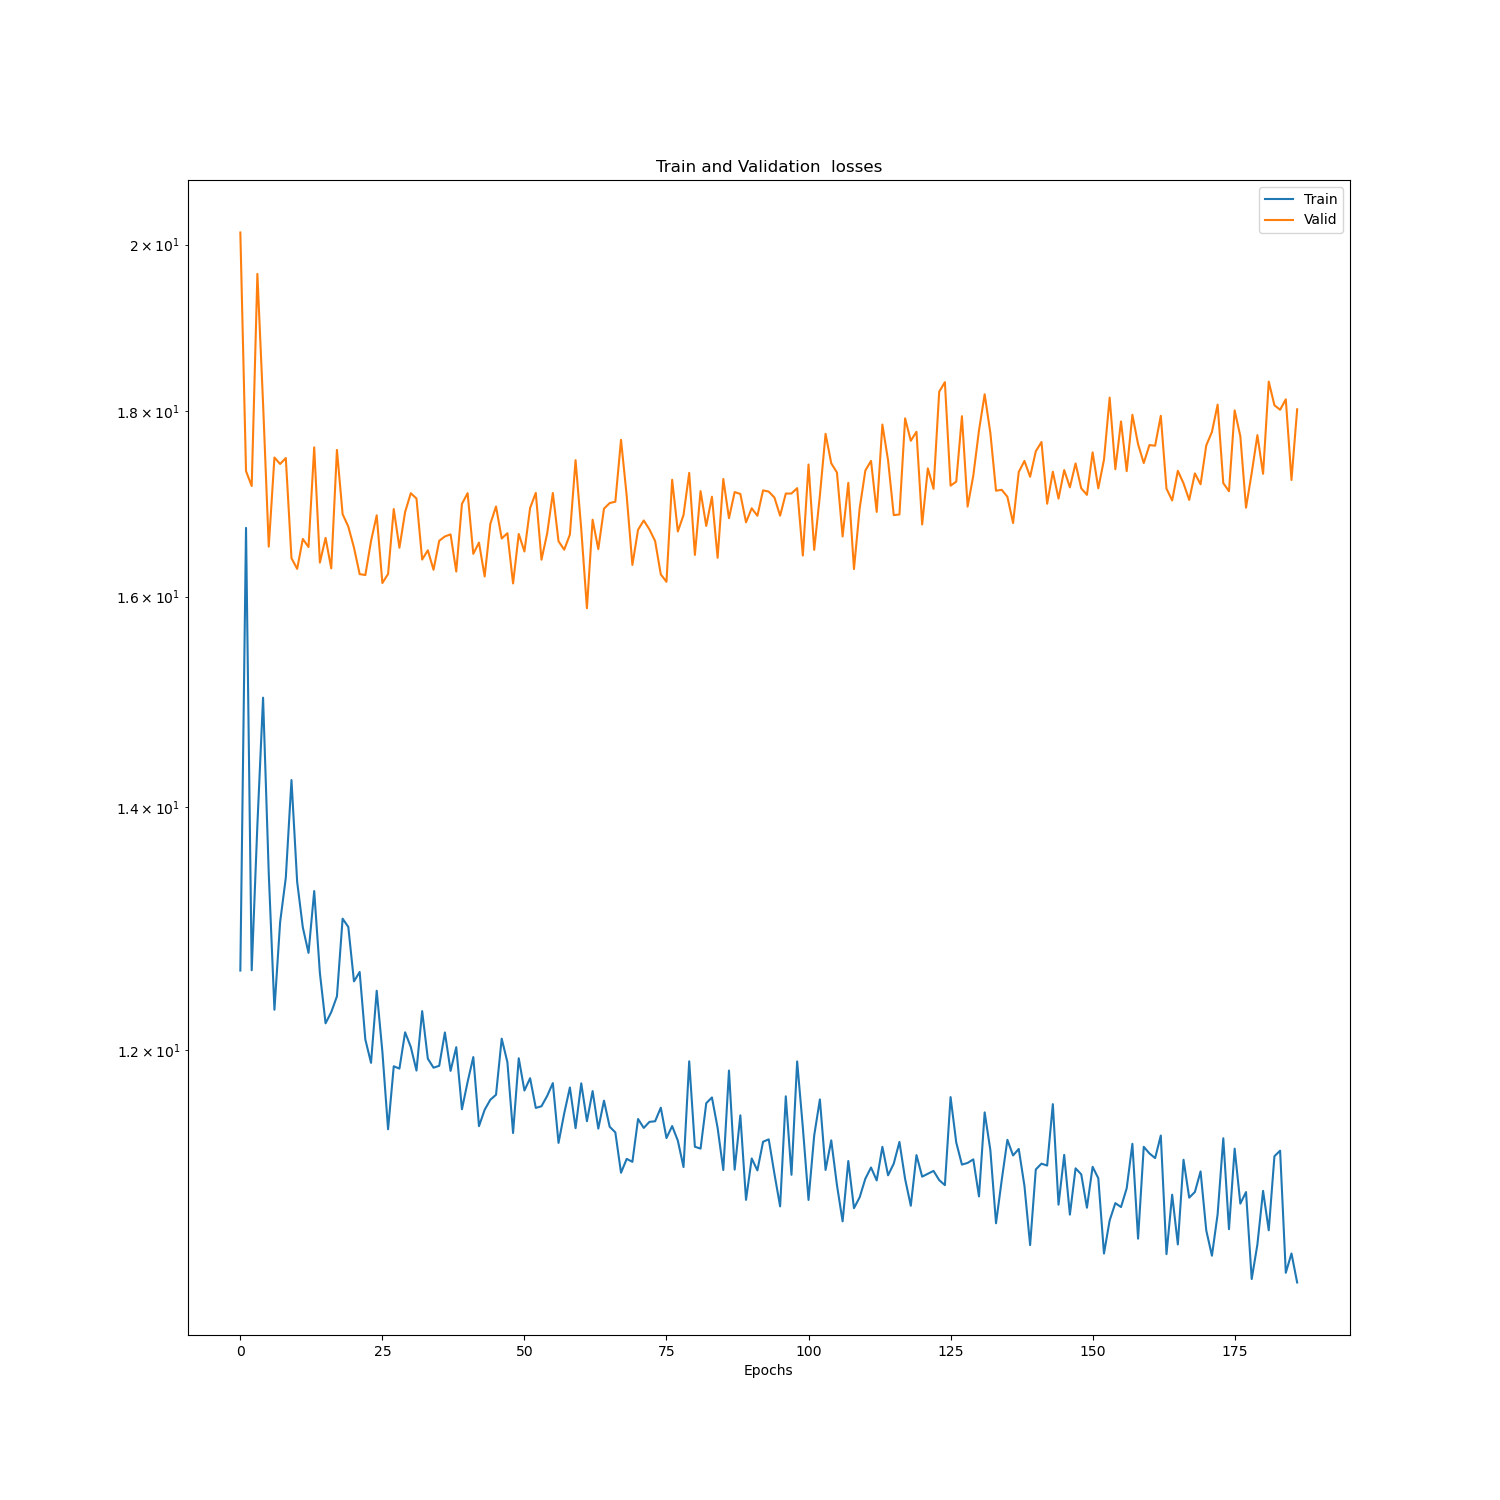 Train and Validation  losses
Train
Valid
2 × 10¹
1.8 × 10¹
1.6 × 10¹
1.4 × 10¹
1.2 × 10¹
0 25 50 75 100 125 150 175
Epochs